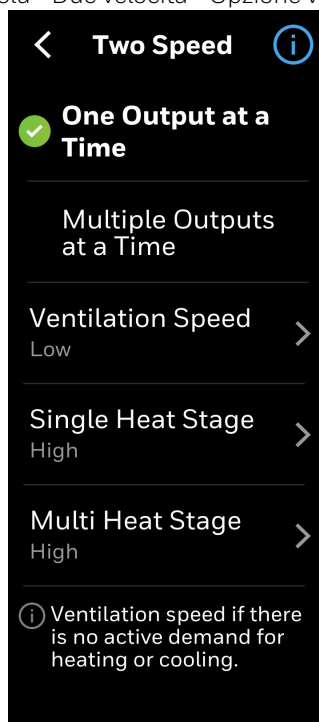 Two Speed
One Output at a
Time
Multiple Outputs
at a Time
Ventilation Speed
Low
Single Heat Stage
High
Multi Heat Stage
High
Ventilation speed if there
is no active demand for
heating or cooling.